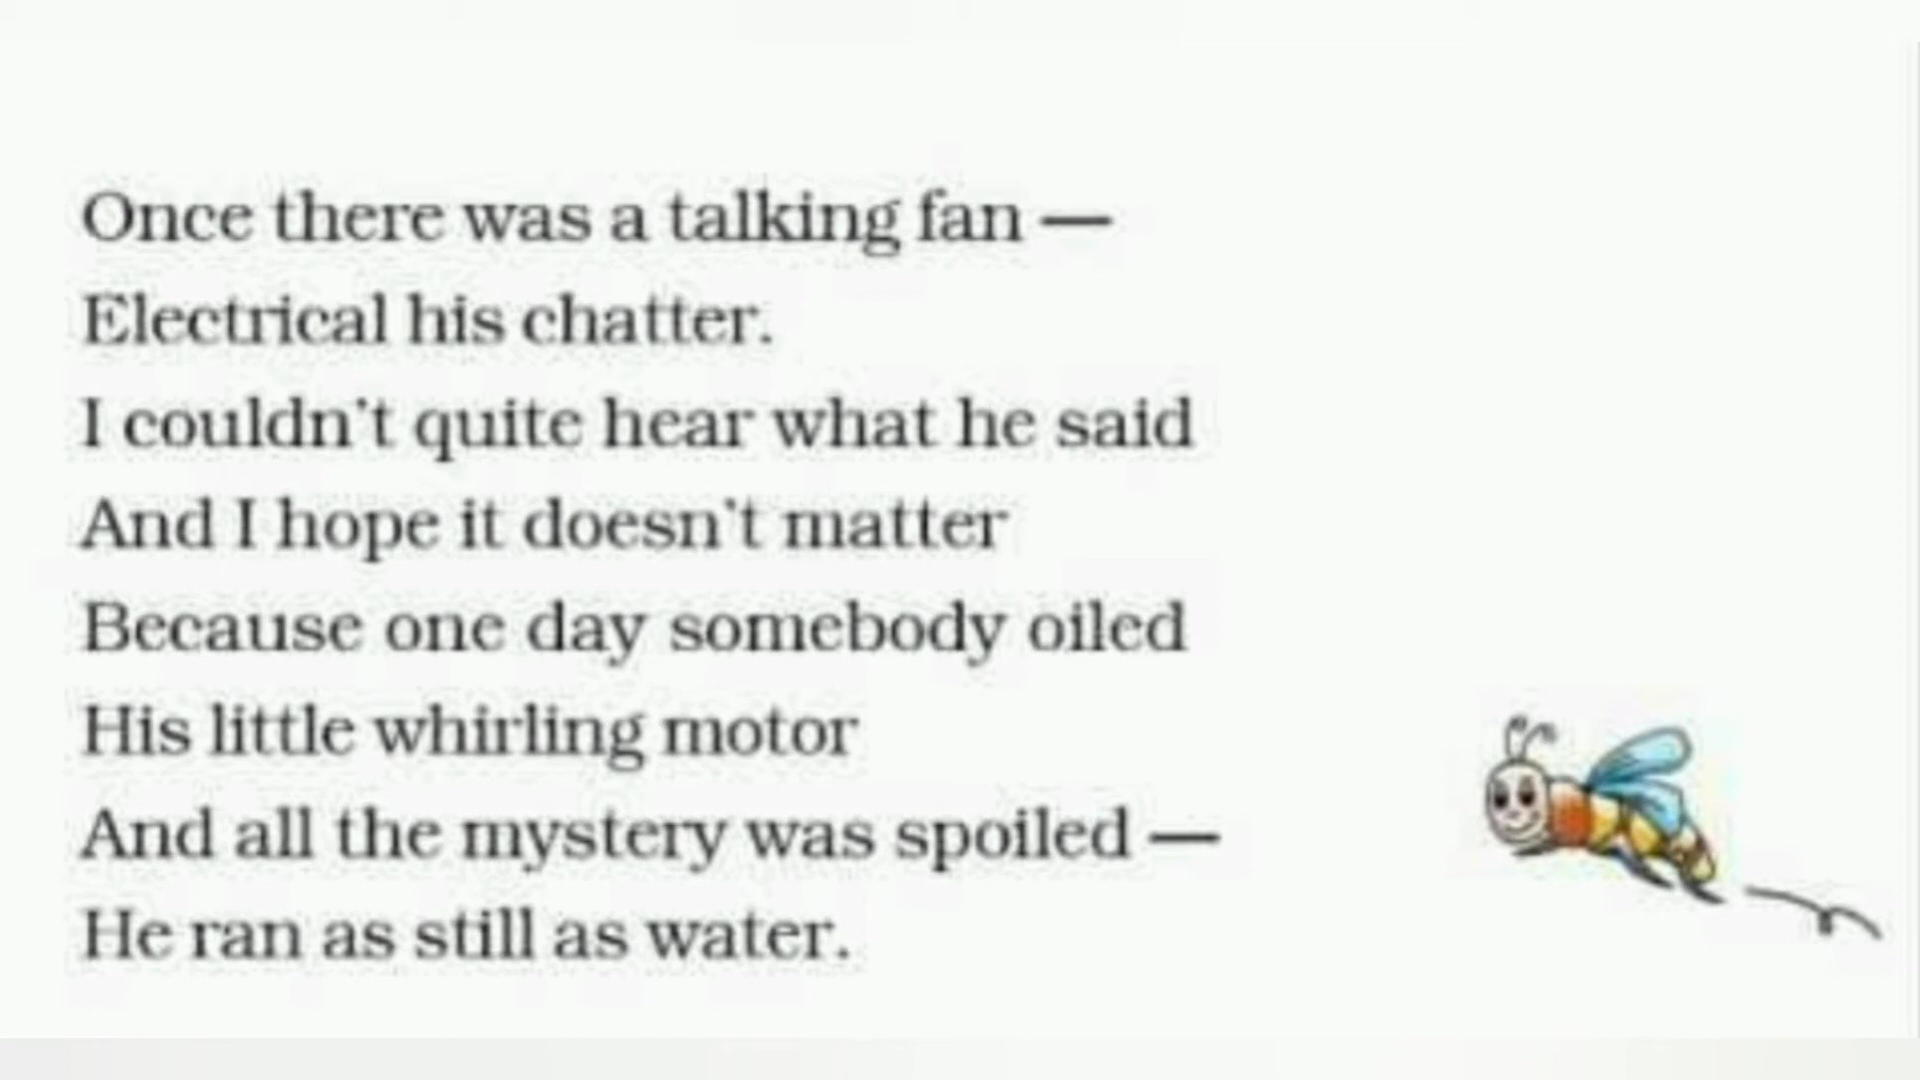 Once there was a talking fan —
Electrical his chatter.
I couldn't quite hear what he said
And I hope it doesn't matter
Because one day somebody oiled
His little whirling motor
And all the mystery was spoiled —
He ran as still as water.